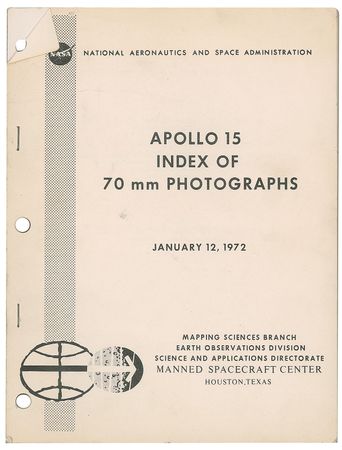 NASA
NATIONAL AERONAUTICS AND SPACE ADMINISTRATION
APOLLO 15
INDEX OF
70 mm PHOTOGRAPHS
JANUARY 12, 1972
MAPPING SCIENCES BRANCH
EARTH OBSERVATIONS DIVISION
SCIENCE AND APPLICATIONS DIRECTORATE
MANNED SPACECRAFT CENTER
HOUSTON,TEXAS